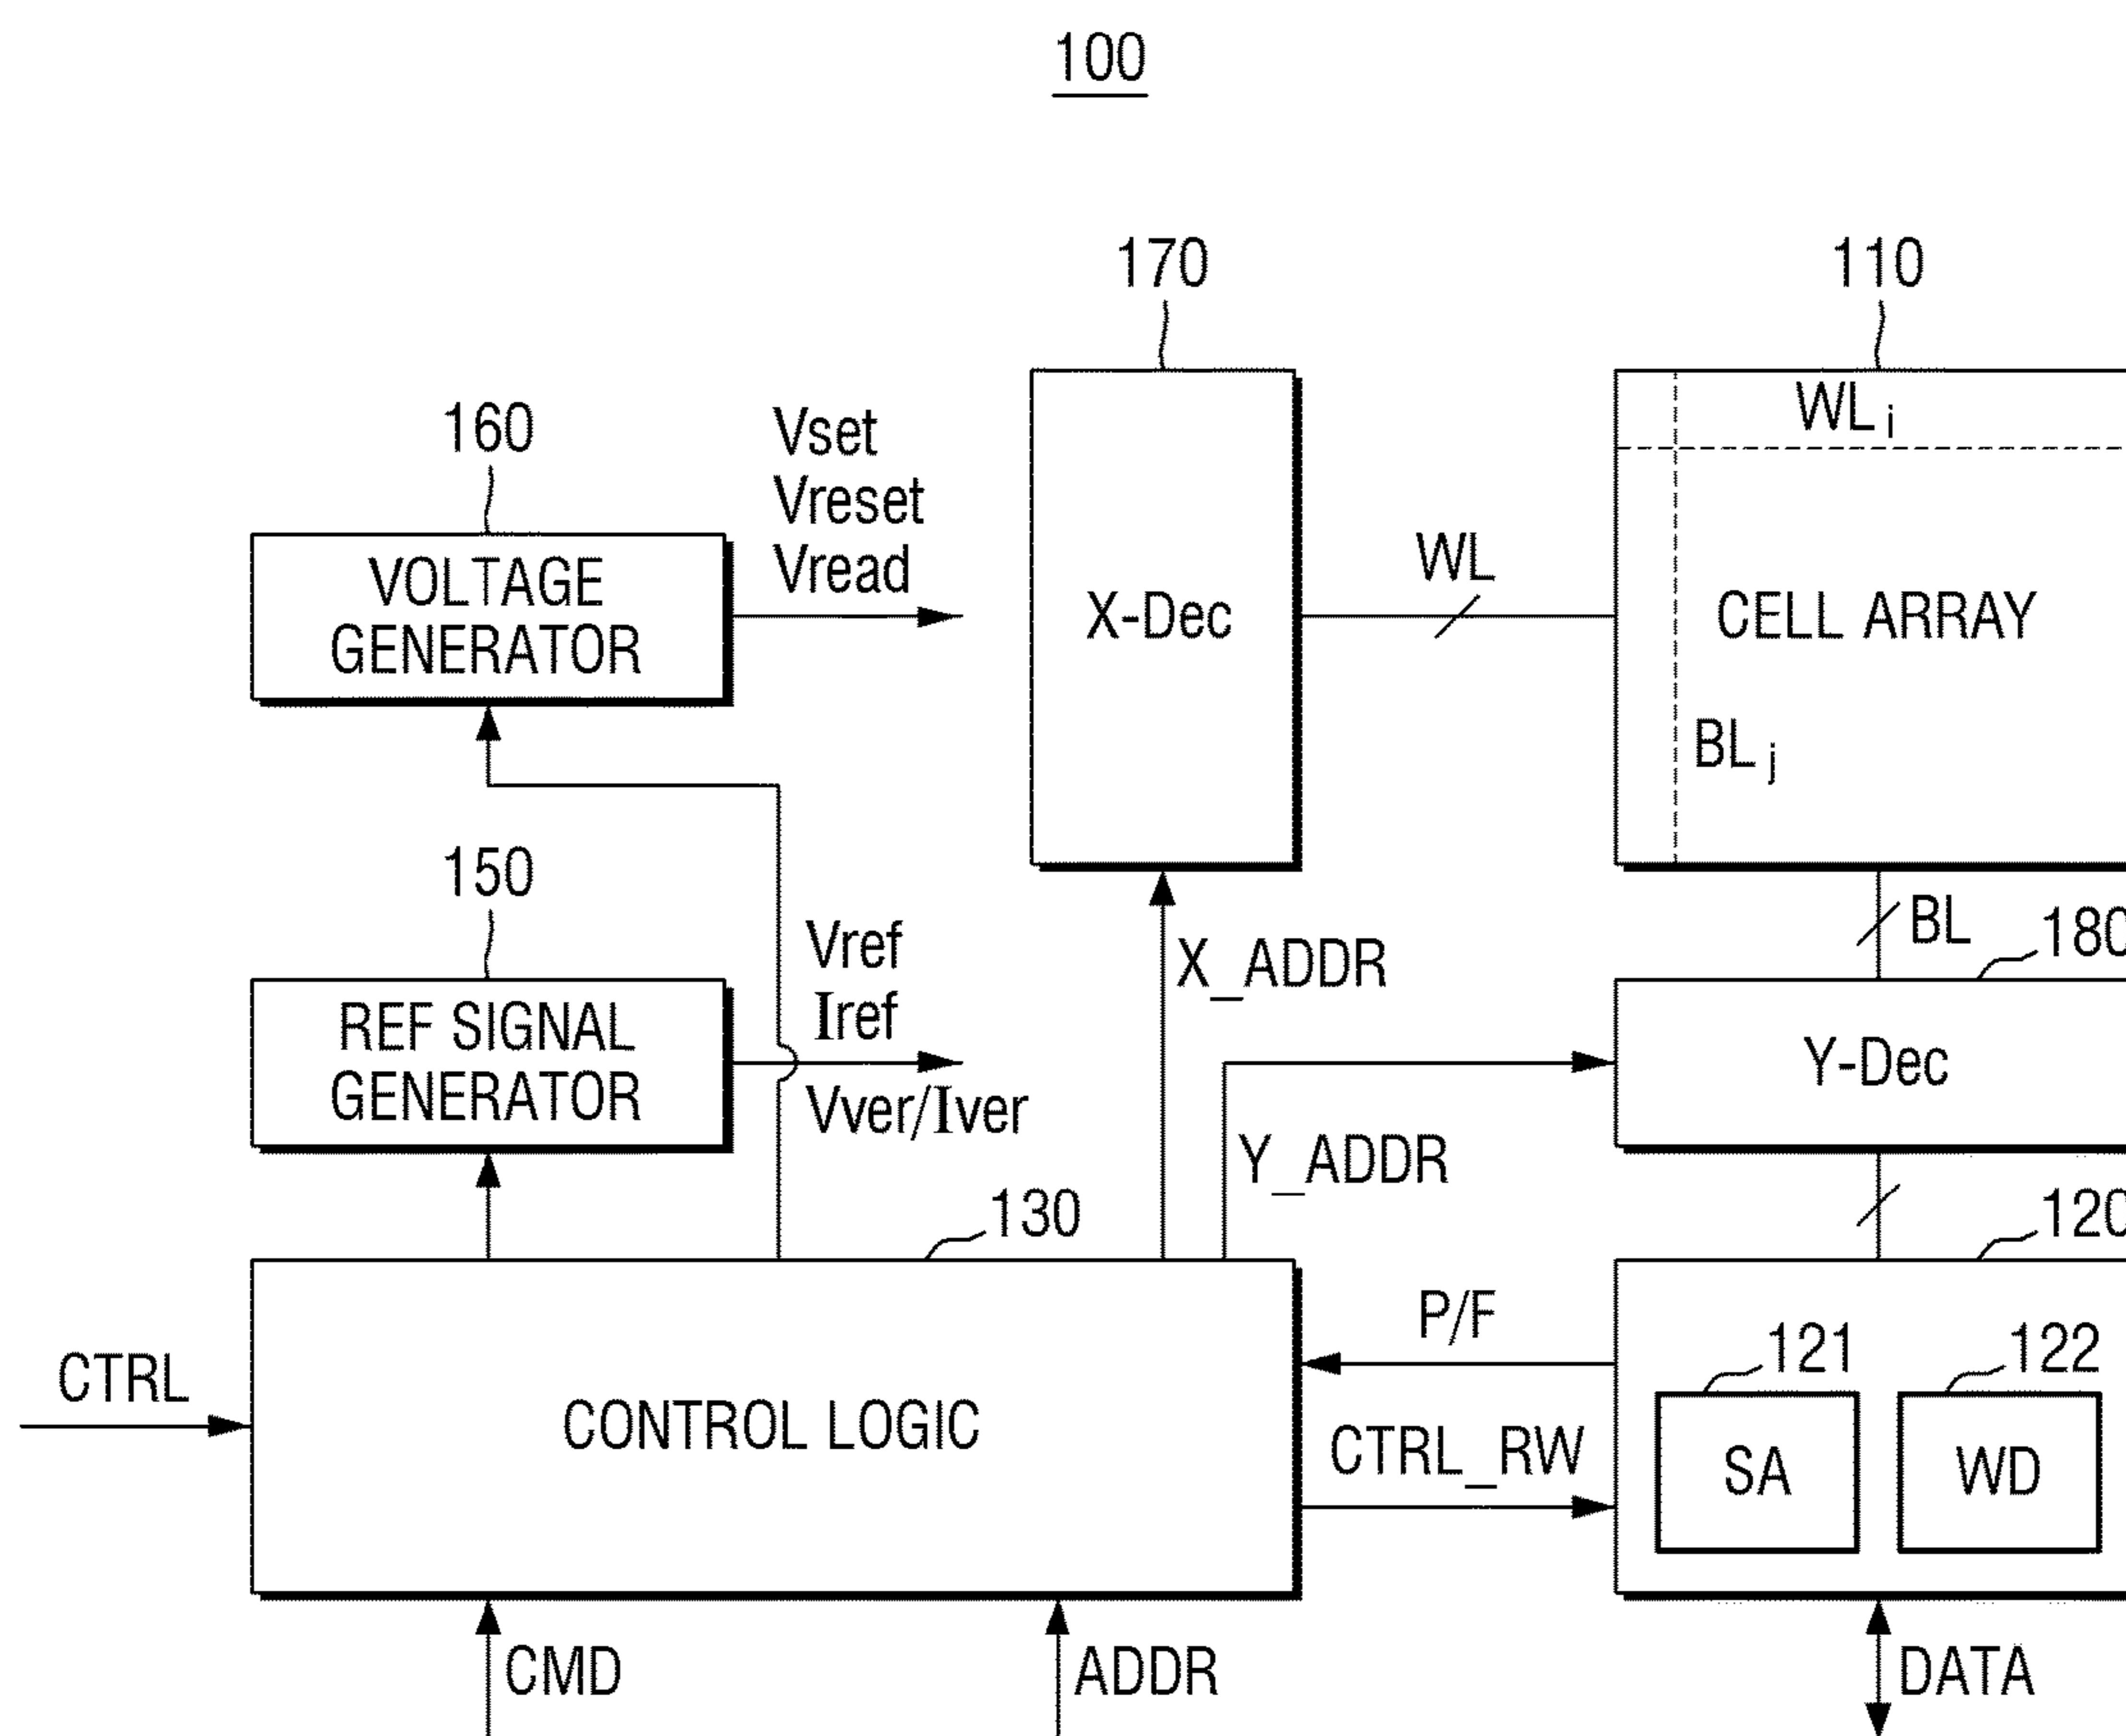 100
170
110
160
Vset
Vreset
Vread
WLi
VOLTAGE
GENERATOR
X-Dec
WL
CELL ARRAY
BLj
150
Vref
Iref
Vver/Iver
X_ADDR
BL
180
REF SIGNAL
GENERATOR
Y-Dec
Y_ADDR
130
120
P/F
121
122
CTRL
CONTROL LOGIC
CTRL_RW
SA
WD
CMD
ADDR
DATA